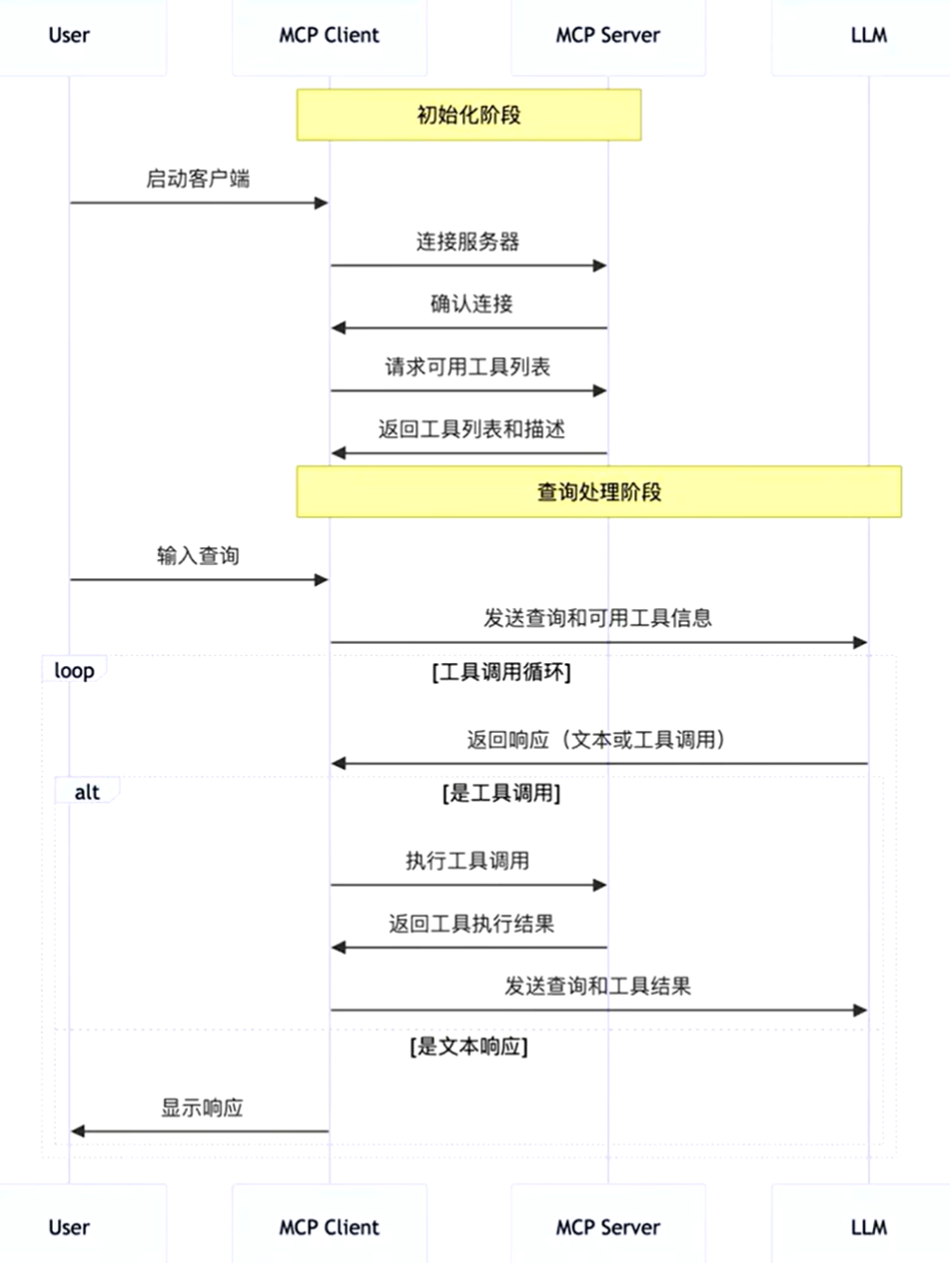 User MCP Client MCP Server LLM
初始化阶段
启动客户端
连接服务器
确认连接
请求可用工具列表
返回工具列表和描述
查询处理阶段
输入查询
发送查询和可用工具信息
loop [工具调用循环]
返回响应（文本或工具调用）
alt [是工具调用]
执行工具调用
返回工具执行结果
发送查询和工具结果
[是文本响应]
显示响应
User MCP Client MCP Server LLM